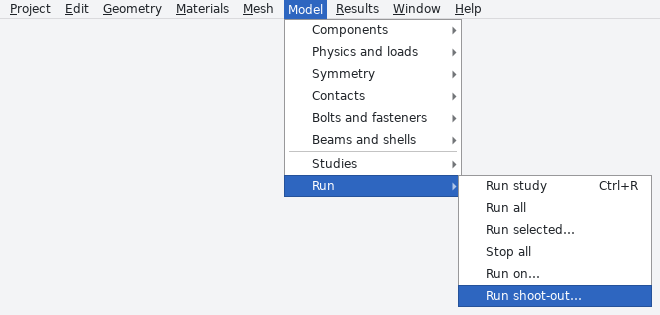 Project Edit Geometry Materials Mesh Model Results Window Help
Components
Physics and loads
Symmetry
Contacts
Bolts and fasteners
Beams and shells
Studies
Run
Run study Ctrl+R
Run all
Run selected...
Stop all
Run on...
Run shoot-out...